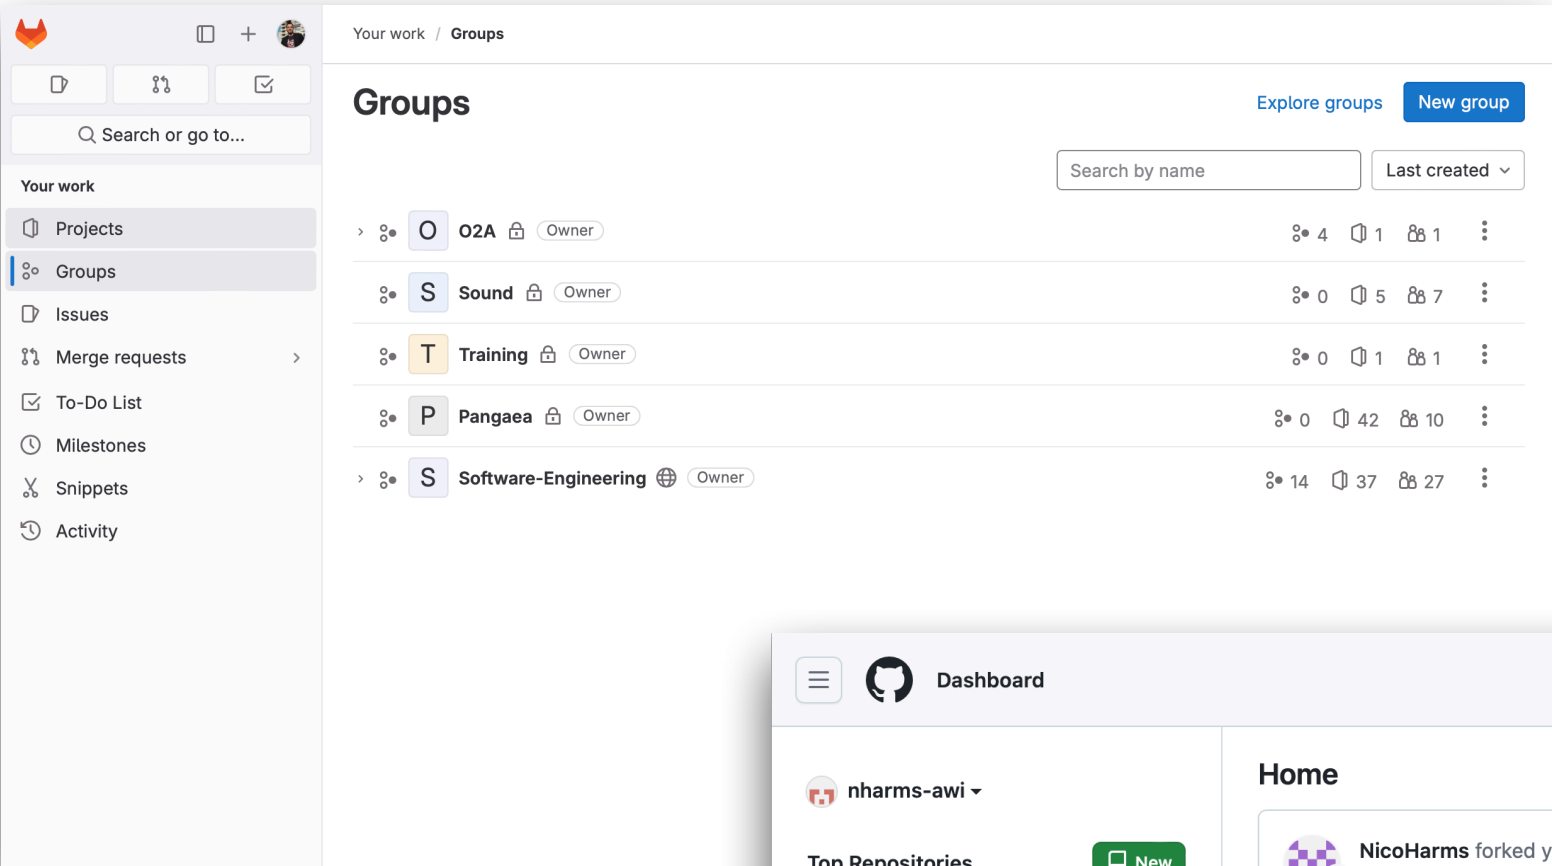 Your work / Groups
Groups
Explore groups
New group
Search or go to...
Search by name
Last created
Your work
Projects
Groups
Issues
Merge requests
To-Do List
Milestones
Snippets
Activity
O O2A Owner 4 1 1
S Sound Owner 0 5 7
T Training Owner 0 1 1
P Pangaea Owner 0 42 10
S Software-Engineering Owner 14 37 27
Dashboard
nharms-awi
Top Repositories
New
Home
NicoHarms forked y